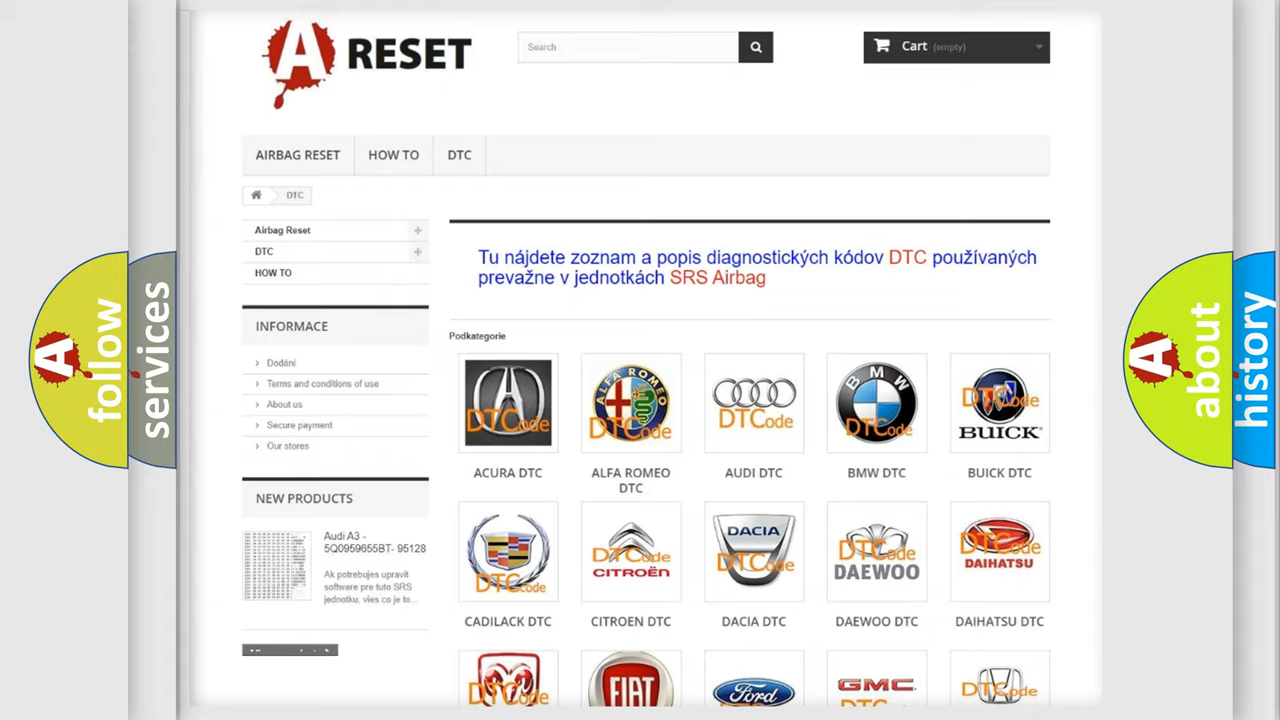 A RESET
Search
Cart (empty)
AIRBAG RESET
HOW TO
DTC
DTC
Airbag Reset
DTC
HOW TO
INFORMACE
Dodání
Terms and conditions of use
About us
Secure payment
Our stores
NEW PRODUCTS
Audi A3 -
5Q0959655BT- 95128
Ak potrebujes upravit
software pre tuto SRS
jednotku, vies co je to...
Tu nájdete zoznam a popis diagnostických kódov DTC používaných
prevažne v jednotkách SRS Airbag
Podkategorie
DTCode
ALFA ROMEO
DTCode
DTCode
BMW
DTCode
DTCode
BUICK
ACURA DTC
ALFA ROMEO
DTC
AUDI DTC
BMW DTC
BUICK DTC
DTCode
DTCode
CITROËN
DACIA
DTCode
DTCode
DAEWOO
DTCode
DAIHATSU
CADILACK DTC
CITROEN DTC
DACIA DTC
DAEWOO DTC
DAIHATSU DTC
DTCode
FIAT
Ford
GMC
DTCode
A follow
services
A about
history